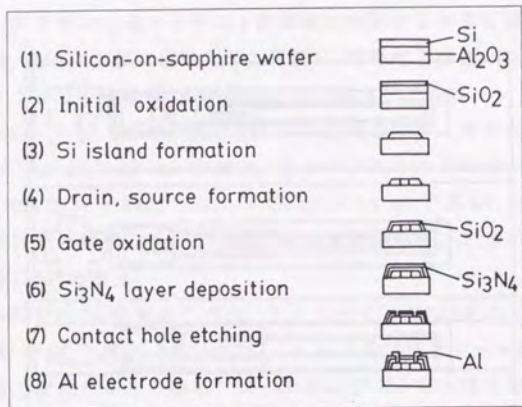 Si
(1) Silicon-on-sapphire wafer
Al₂O₃
(2) Initial oxidation
SiO₂
(3) Si island formation
(4) Drain, source formation
(5) Gate oxidation
SiO₂
(6) Si₃N₄ layer deposition
Si₃N₄
(7) Contact hole etching
(8) Al electrode formation
Al